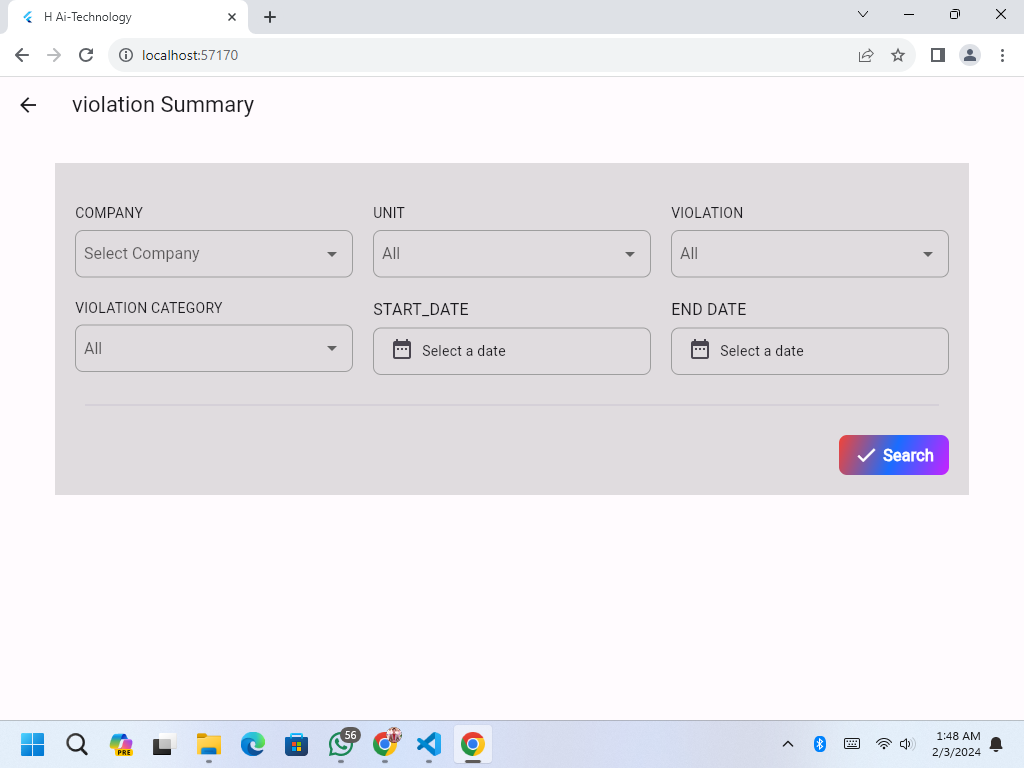 H Ai-Technology
localhost:57170
violation Summary
COMPANY
UNIT
VIOLATION
Select Company
All
All
VIOLATION CATEGORY
START_DATE
END DATE
All
Select a date
Select a date
Search
PRE
56
1:48 AM
2/3/2024